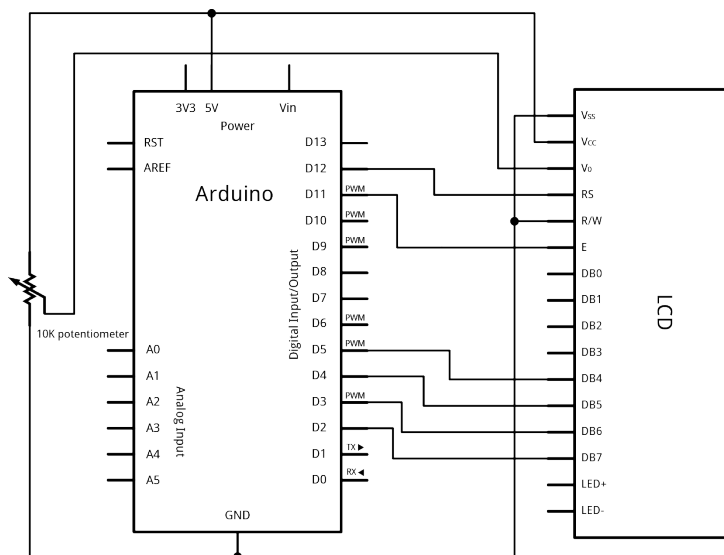 3V3 5V Vin
Power
RST
AREF
Arduino
10K potentiometer
A0
A1
A2
A3
A4
A5
Analog Input
D13
D12
D11 PWM
D10 PWM
D9 PWM
D8
D7
D6 PWM
D5 PWM
D4
D3 PWM
D2
D1 TX ▶
D0 RX ◀
Digital Input/Output
GND
Vss
Vcc
V0
RS
R/W
E
DB0
DB1
DB2
DB3
DB4
DB5
DB6
DB7
LED+
LED-
LCD